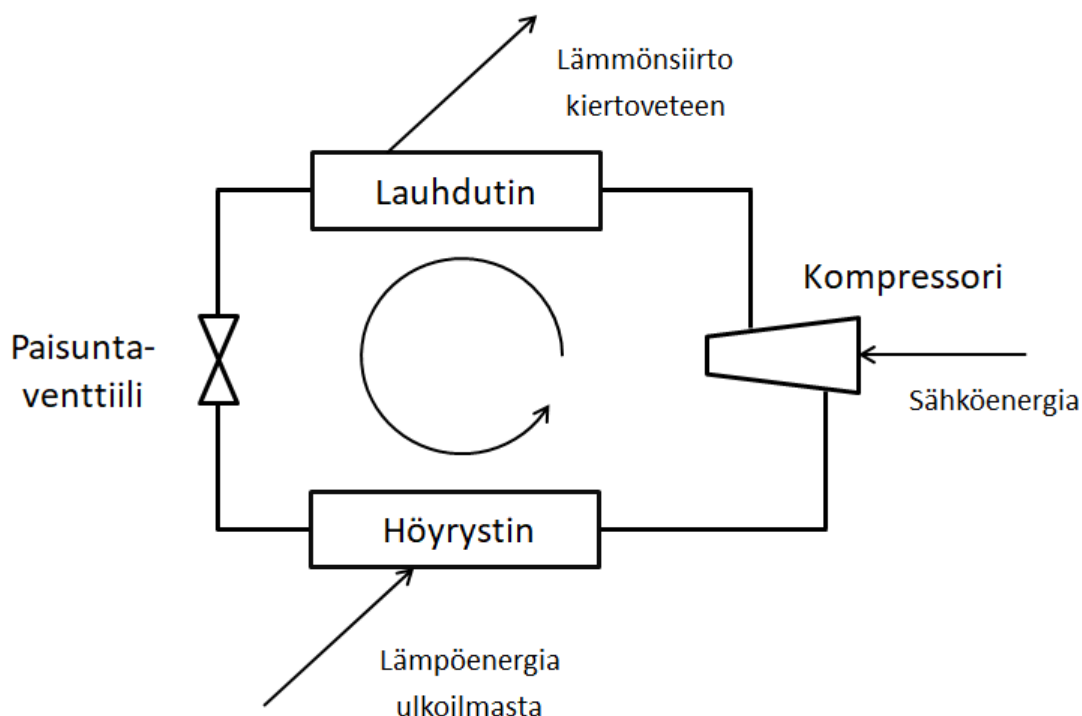 Lämmönsiirto
kiertoveteen
Lauhdutin
Kompressori
Paisunta-
venttiili
Sähköenergia
Höyrystin
Lämpöenergia
ulkoilmasta